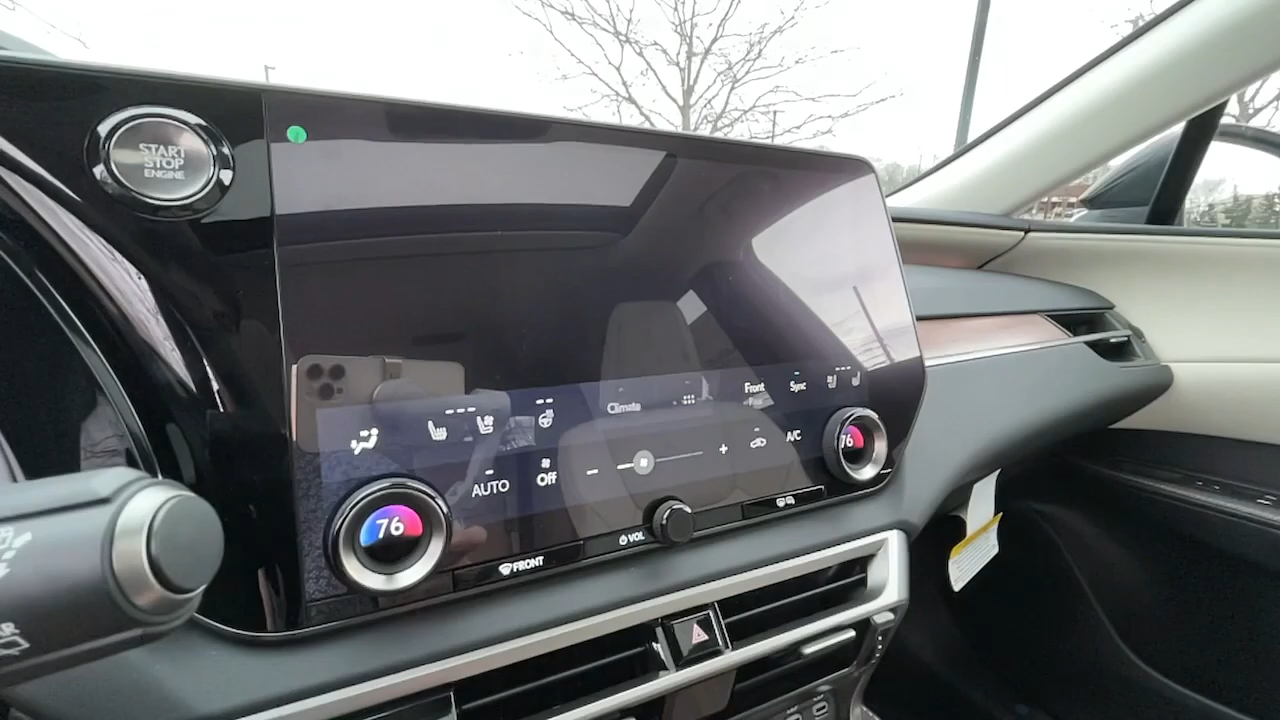 START
STOP
ENGINE
Climate
Front
Sync
AUTO
Off
A/C
76
76
VOL
FRONT